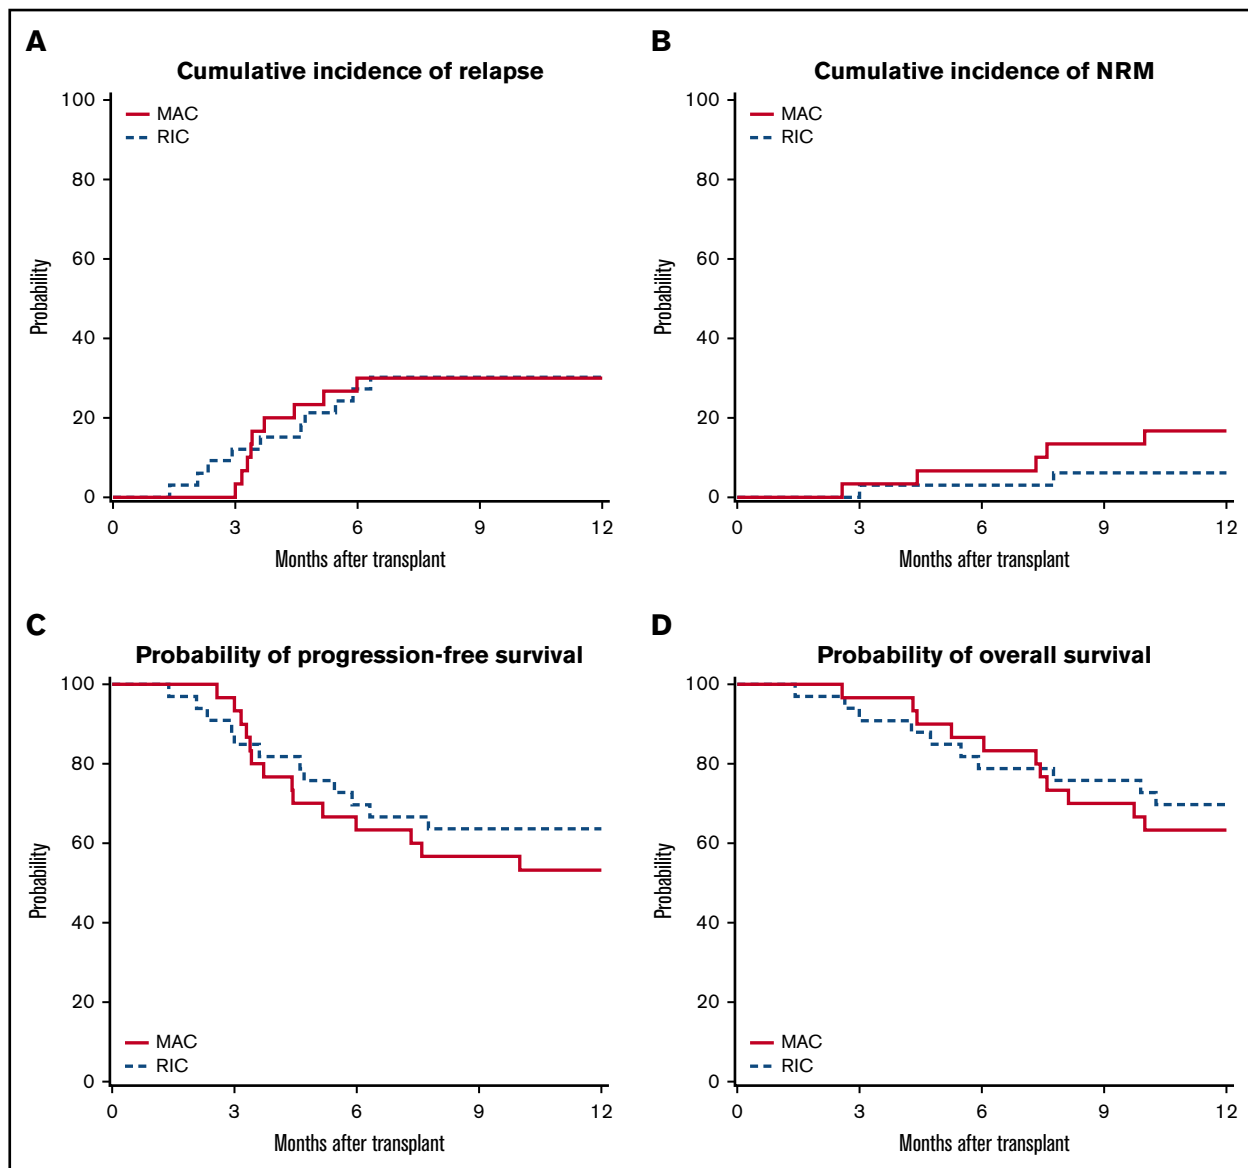 A
Cumulative incidence of relapse
100
80
60
40
20
0
Probability
MAC
RIC
0 3 6 9 12
Months after transplant
B
Cumulative incidence of NRM
100
80
60
40
20
0
Probability
MAC
RIC
0 3 6 9 12
Months after transplant
C
Probability of progression-free survival
100
80
60
40
20
0
Probability
MAC
RIC
0 3 6 9 12
Months after transplant
D
Probability of overall survival
100
80
60
40
20
0
Probability
MAC
RIC
0 3 6 9 12
Months after transplant